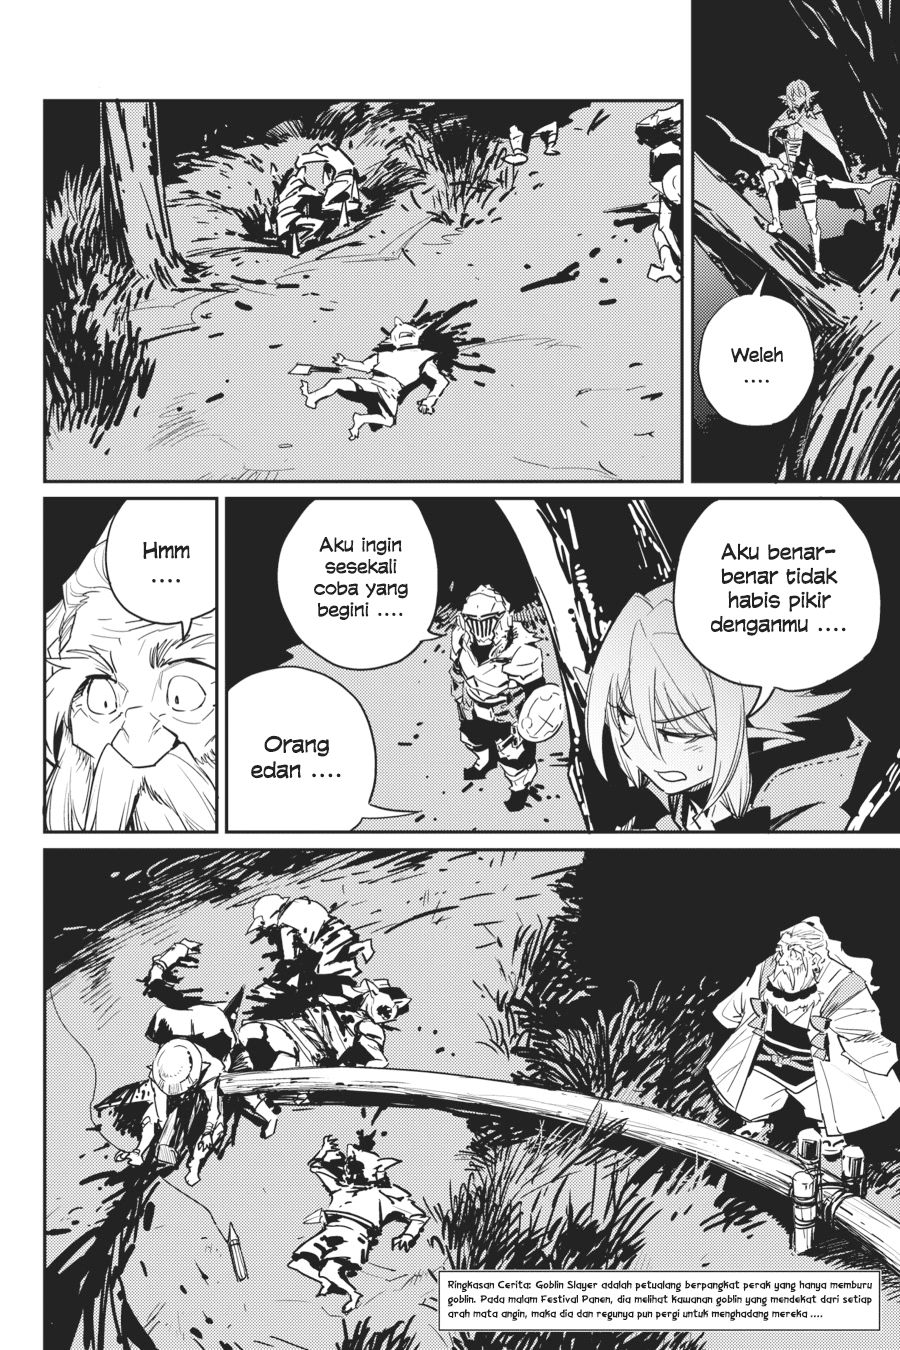 Weleh
....
Aku benar-
benar tidak
habis pikir
denganmu ....
Aku ingin
sesekali
coba yang
begini ....
Orang
edan ....
Hmm
....
Ringkasan Cerita: Goblin Slayer adalah petualang berpangkat perak yang hanya memburu
goblin. Pada malam Festival Panen, dia melihat kawanan goblin yang mendekat dari setiap
arah mata angin, maka dia dan regunya pun pergi untuk menghadang mereka ....